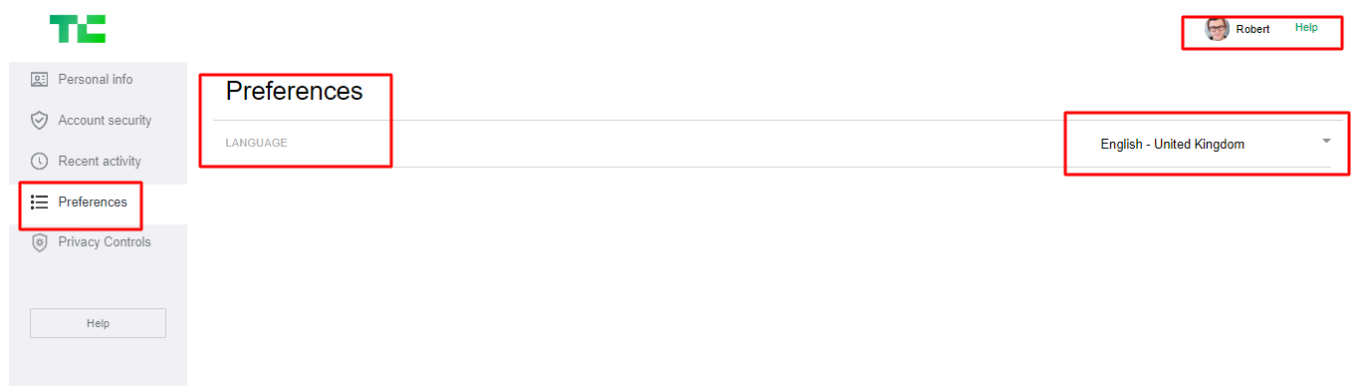 TC
Robert Help
Personal info
Account security
Recent activity
Preferences
Privacy Controls
Help
Preferences
LANGUAGE
English - United Kingdom